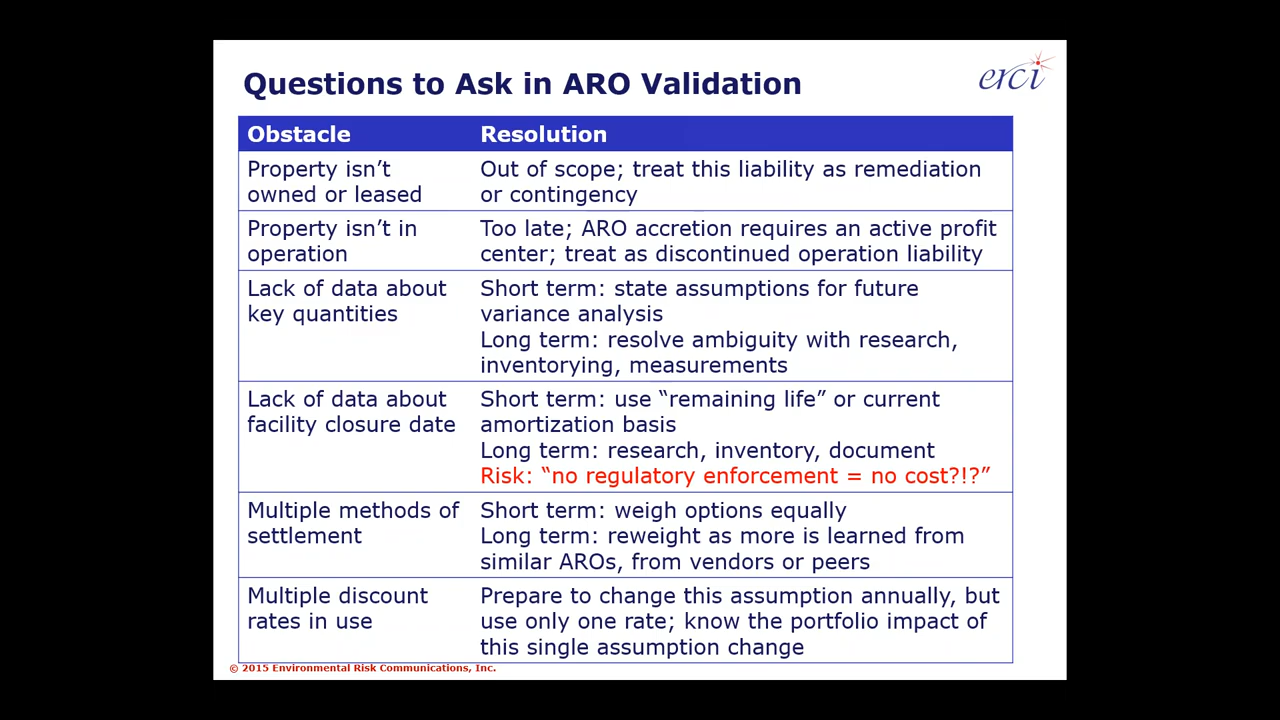 Questions to Ask in ARO Validation
erci
Obstacle
Resolution
Property isn’t
owned or leased
Out of scope; treat this liability as remediation
or contingency
Property isn’t in
operation
Too late; ARO accretion requires an active profit
center; treat as discontinued operation liability
Lack of data about
key quantities
Short term: state assumptions for future
variance analysis
Long term: resolve ambiguity with research,
inventorying, measurements
Lack of data about
facility closure date
Short term: use “remaining life” or current
amortization basis
Long term: research, inventory, document
Risk: “no regulatory enforcement = no cost?!?”
Multiple methods of
settlement
Short term: weigh options equally
Long term: reweight as more is learned from
similar AROs, from vendors or peers
Multiple discount
rates in use
Prepare to change this assumption annually, but
use only one rate; know the portfolio impact of
this single assumption change
© 2015 Environmental Risk Communications, Inc.